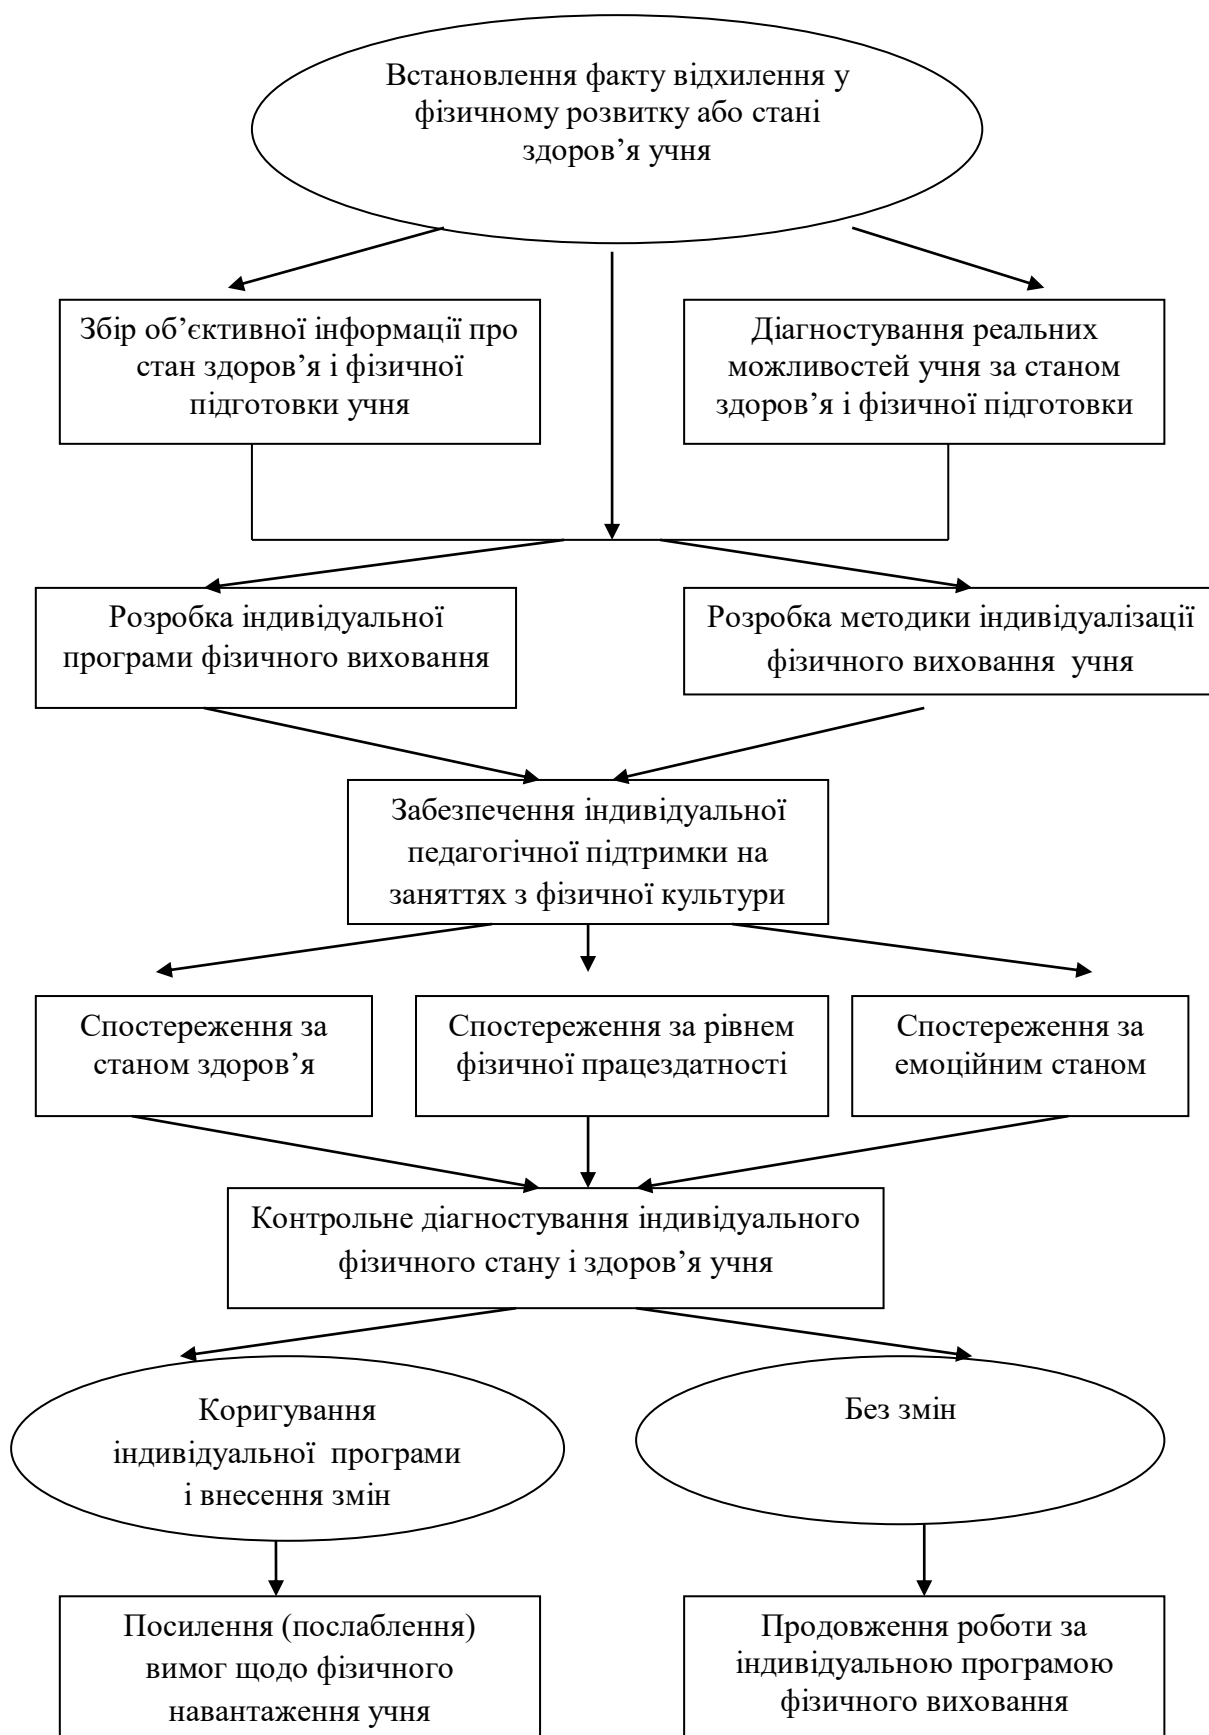 Встановлення факту відхилення у
фізичному розвитку або стані
здоров’я учня
Збір об’єктивної інформації про
стан здоров’я і фізичної
підготовки учня
Діагностування реальних
можливостей учня за станом
здоров’я і фізичної підготовки
Розробка індивідуальної
програми фізичного виховання
Розробка методики індивідуалізації
фізичного виховання учня
Забезпечення індивідуальної
педагогічної підтримки на
заняттях з фізичної культури
Спостереження за
станом здоров’я
Спостереження за рівнем
фізичної працездатності
Спостереження за
емоційним станом
Контрольне діагностування індивідуального
фізичного стану і здоров’я учня
Коригування
індивідуальної програми
і внесення змін
Без змін
Посилення (послаблення)
вимог щодо фізичного
навантаження учня
Продовження роботи за
індивідуальною програмою
фізичного виховання